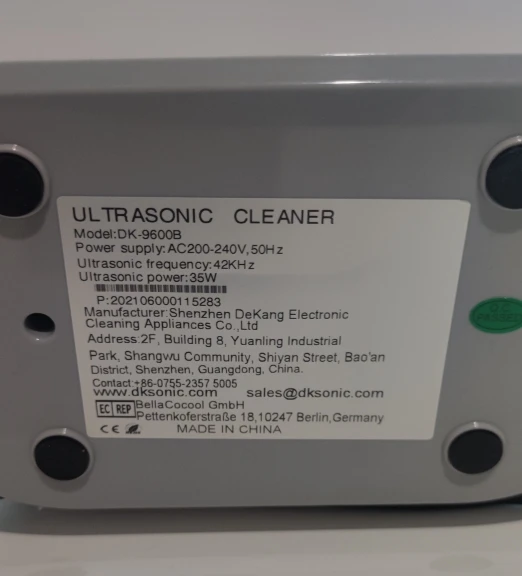 ULTRASONIC CLEANER
Model:DK-9600B
Power supply:AC200-240V,50Hz
Ultrasonic frequency:42KHz
Ultrasonic power:35W
P:202106000115283
Manufacturer:Shenzhen DeKang Electronic
Cleaning Appliances Co.,Ltd
Address:2F, Building 8, Yuanling Industrial
Park, Shangwu Community, Shiyan Street, Bao'an
District, Shenzhen, Guangdong, China.
Contact:+86-0755-2357 5005
www.dksonic.com sales@dksonic.com
EC REP BellaCocool GmbH
Pettenkoferstraße 18,10247 Berlin,Germany
CE MADE IN CHINA
PASSED